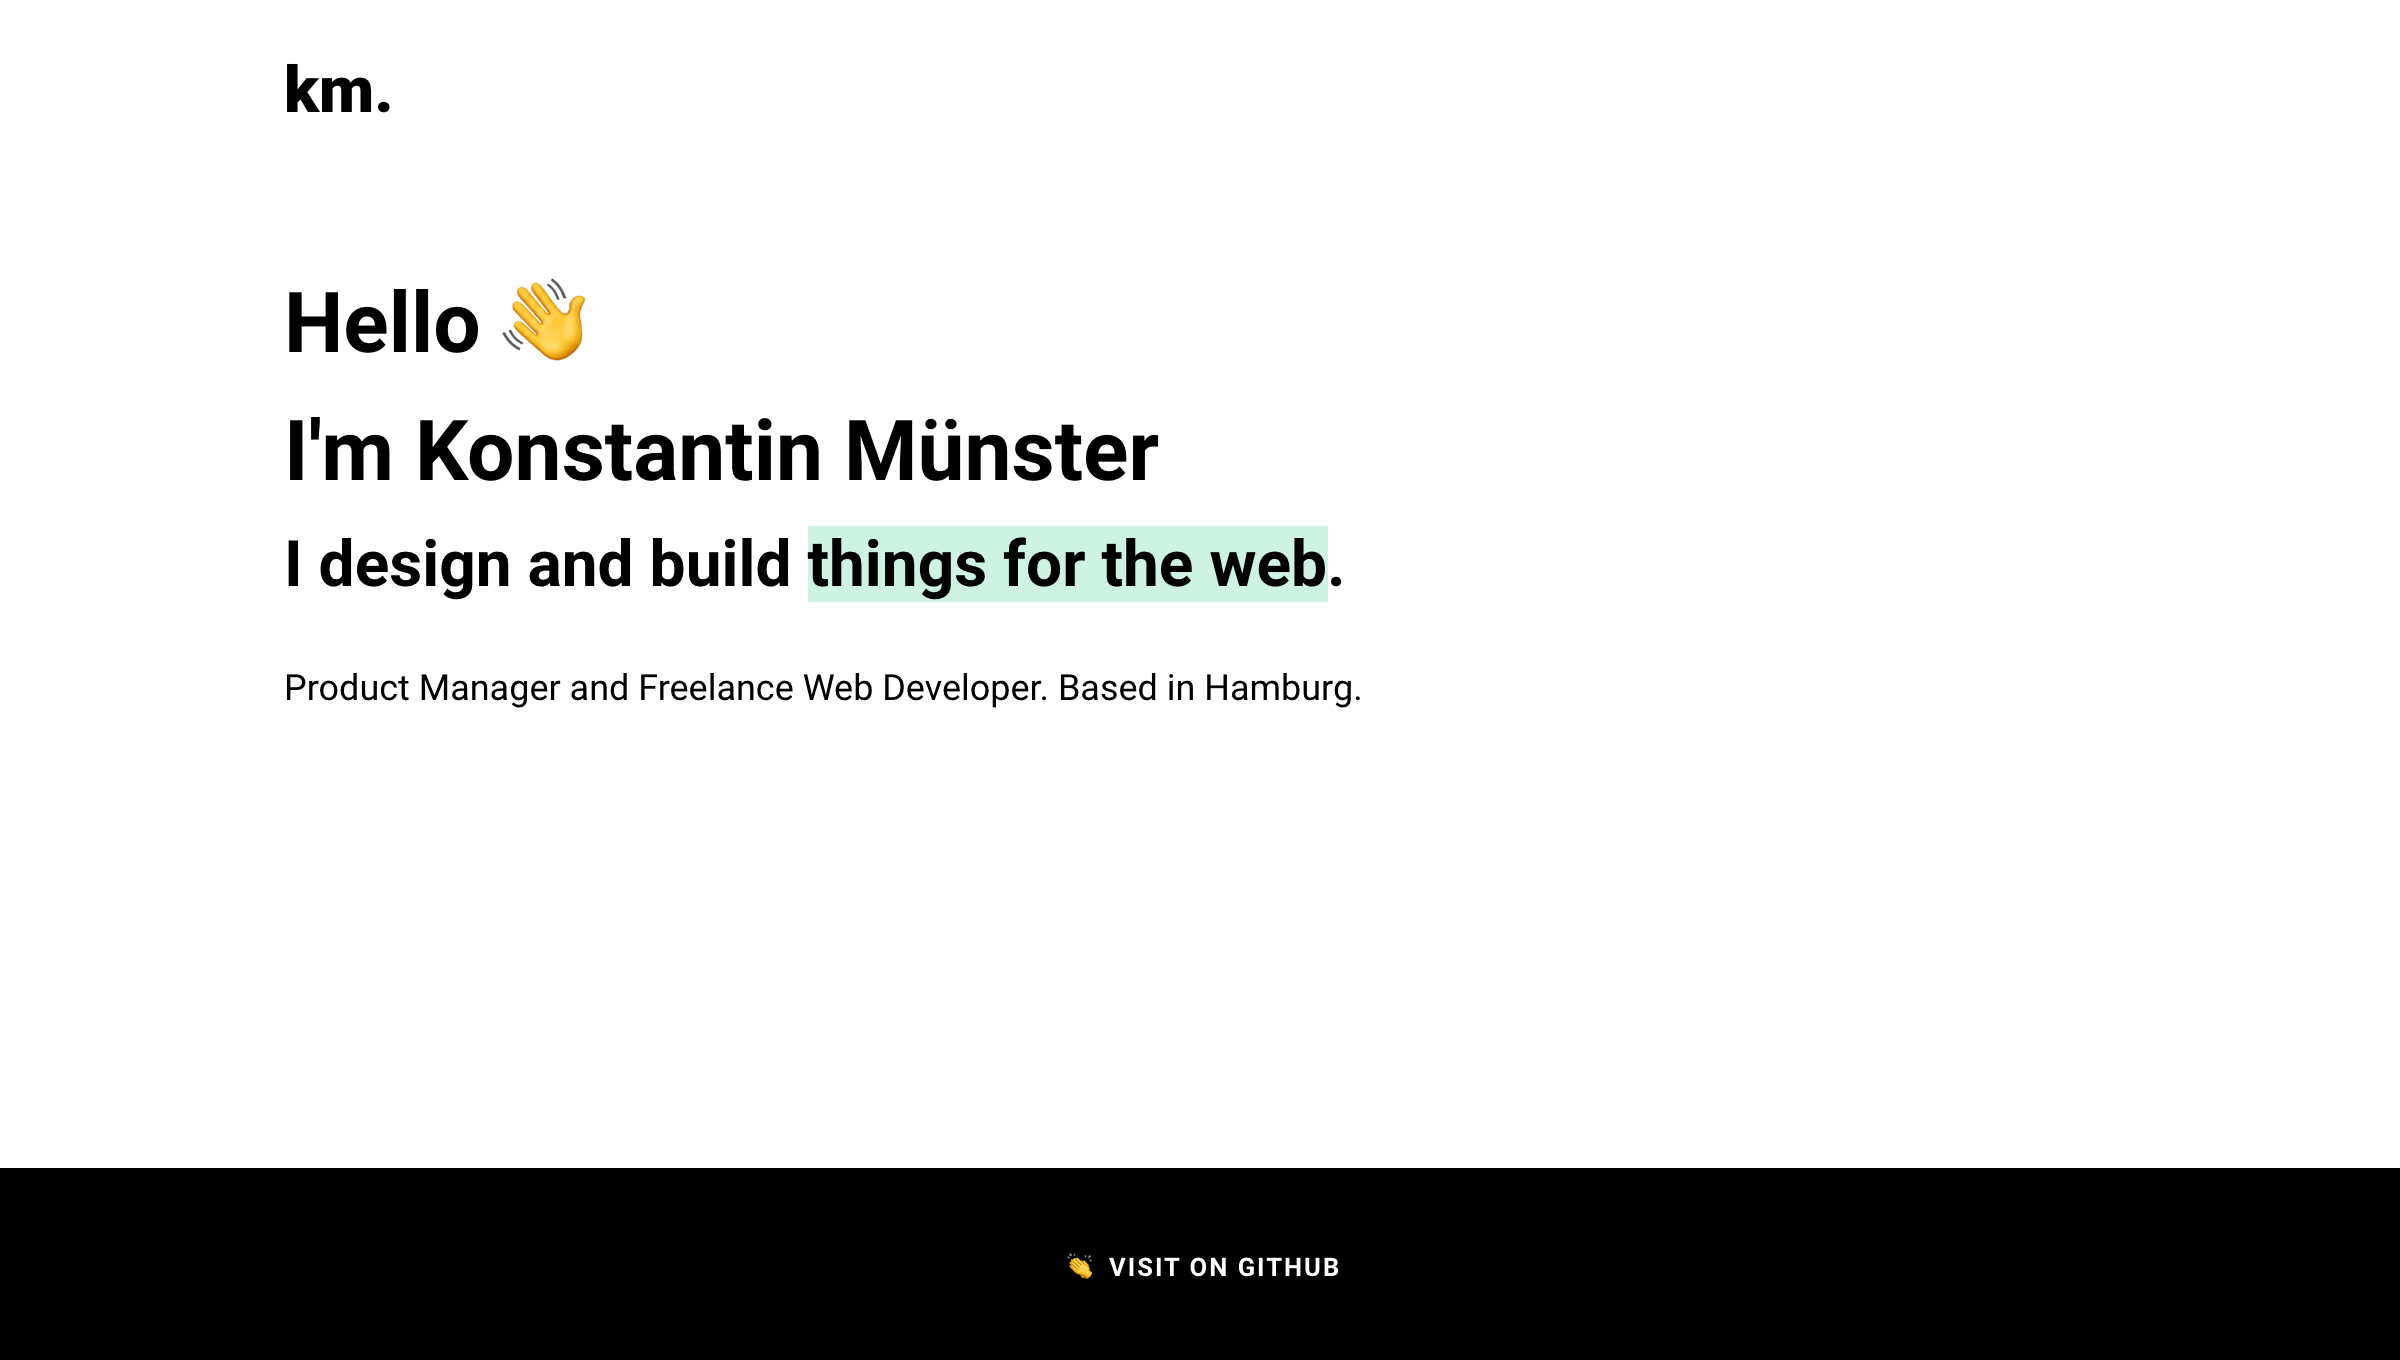 km.
Hello 👋
I'm Konstantin Münster
I design and build things for the web.
Product Manager and Freelance Web Developer. Based in Hamburg.
👏 VISIT ON GITHUB